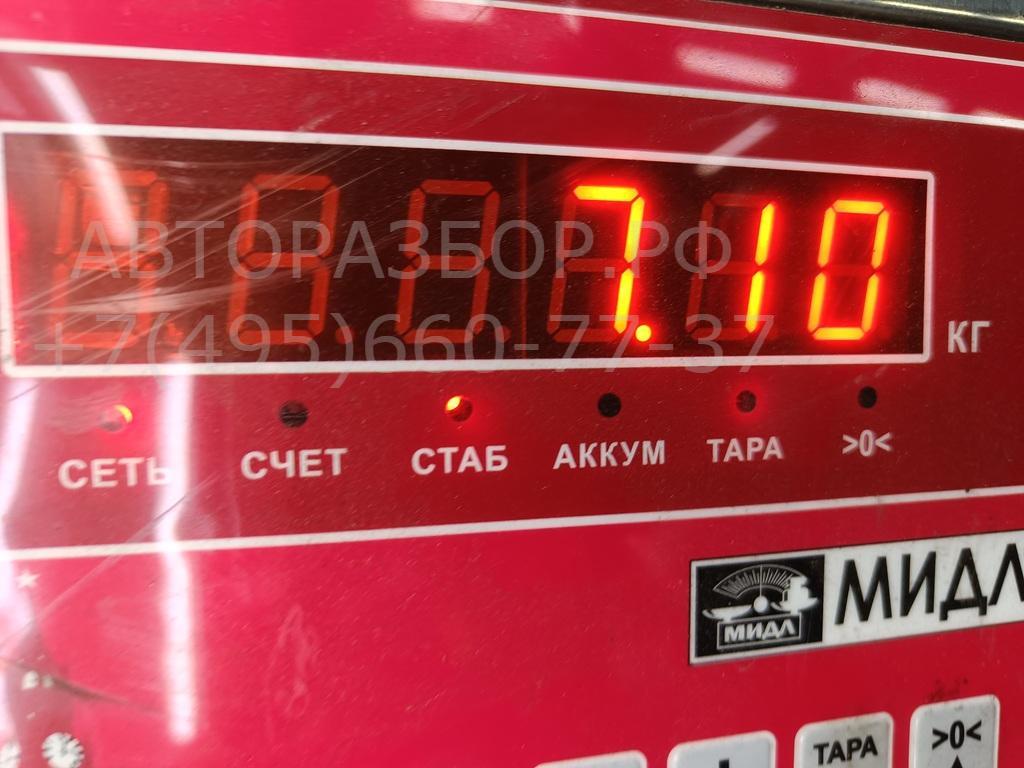 7.10
КГ
АВТОРАЗБОР.РФ
+7(495)660-77-37
СЕТЬ СЧЕТ СТАБ АККУМ ТАРА >0<
МИДЛ МИДЛ
ТАРА >0<